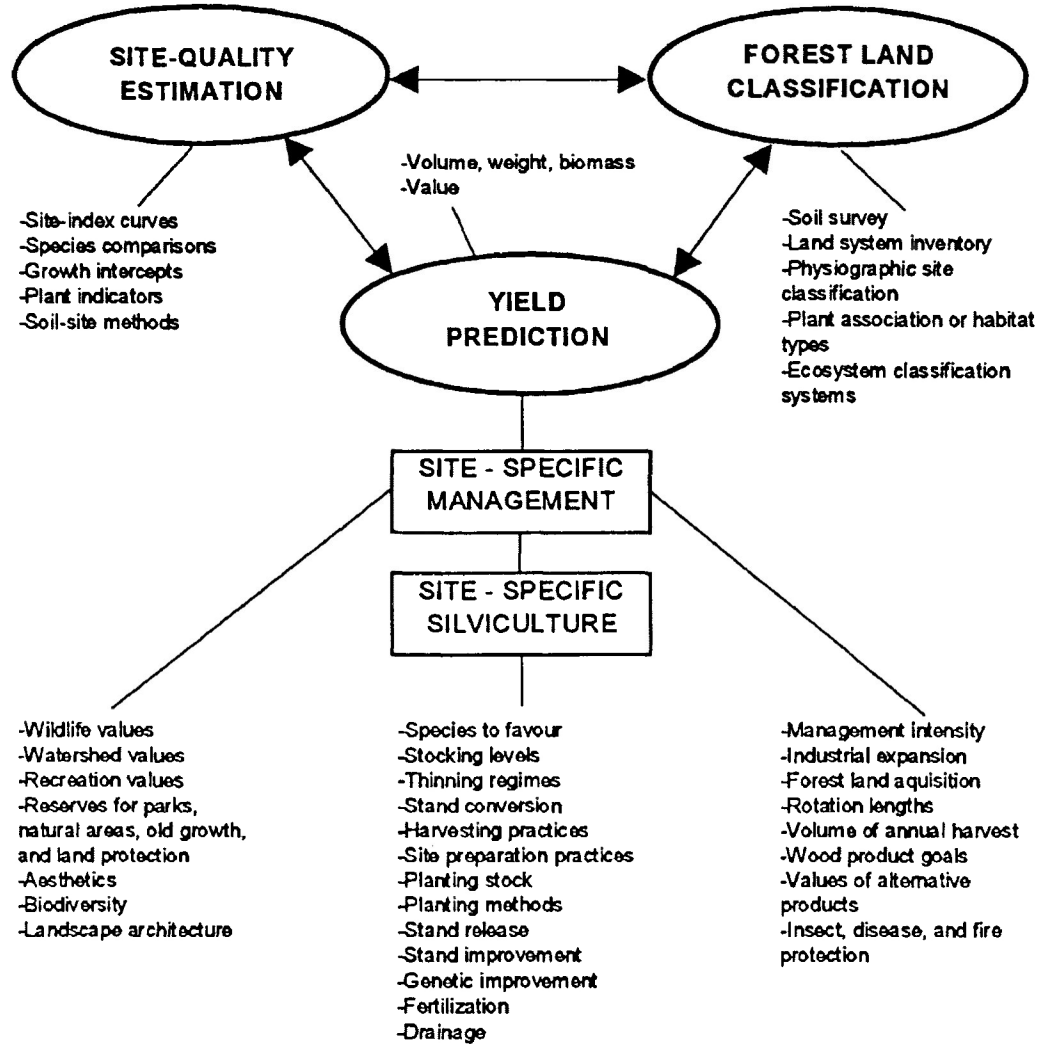 SITE-QUALITY
ESTIMATION
FOREST LAND
CLASSIFICATION
-Volume, weight, biomass
-Value
-Site-index curves
-Species comparisons
-Growth intercepts
-Plant indicators
-Soil-site methods
-Soil survey
-Land system inventory
-Physiographic site
classification
-Plant association or habitat
types
-Ecosystem classification
systems
YIELD
PREDICTION
SITE - SPECIFIC
MANAGEMENT
SITE - SPECIFIC
SILVICULTURE
-Wildlife values
-Watershed values
-Recreation values
-Reserves for parks,
natural areas, old growth,
and land protection
-Aesthetics
-Biodiversity
-Landscape architecture
-Species to favour
-Stocking levels
-Thinning regimes
-Stand conversion
-Harvesting practices
-Site preparation practices
-Planting stock
-Planting methods
-Stand release
-Stand improvement
-Genetic improvement
-Fertilization
-Drainage
-Management intensity
-Industrial expansion
-Forest land aquisition
-Rotation lengths
-Volume of annual harvest
-Wood product goals
-Values of alternative
products
-Insect, disease, and fire
protection